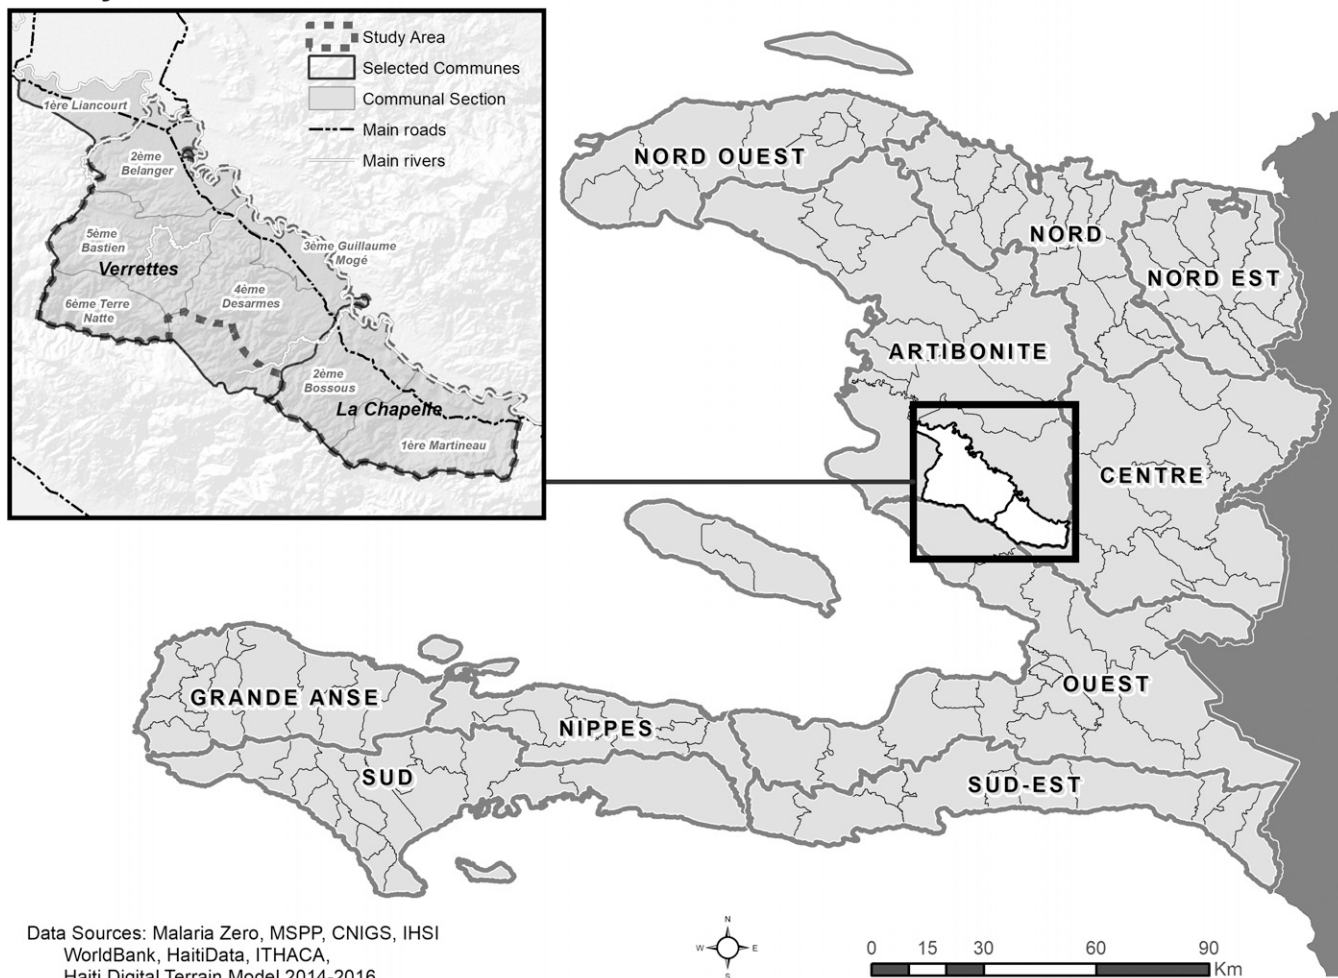 Study Area
Selected Communes
Communal Section
Main roads
Main rivers
1ère Liancourt
2ème
Belanger
5ème
Bastien
Verrettes
6ème Terre
Natte
4ème
Desarmes
3ème Guillaume
Mogé
2ème
Bossous
La Chapelle
1ère Martineau
NORD OUEST
NORD
NORD EST
ARTIBONITE
CENTRE
OUEST
GRANDE ANSE
NIPPES
SUD
SUD-EST
Data Sources: Malaria Zero, MSPP, CNIGS, IHSI
WorldBank, HaitiData, ITHACA,
Haiti Digital Terrain Model 2014-2016
N
W E
S
0 15 30 60 90
Km